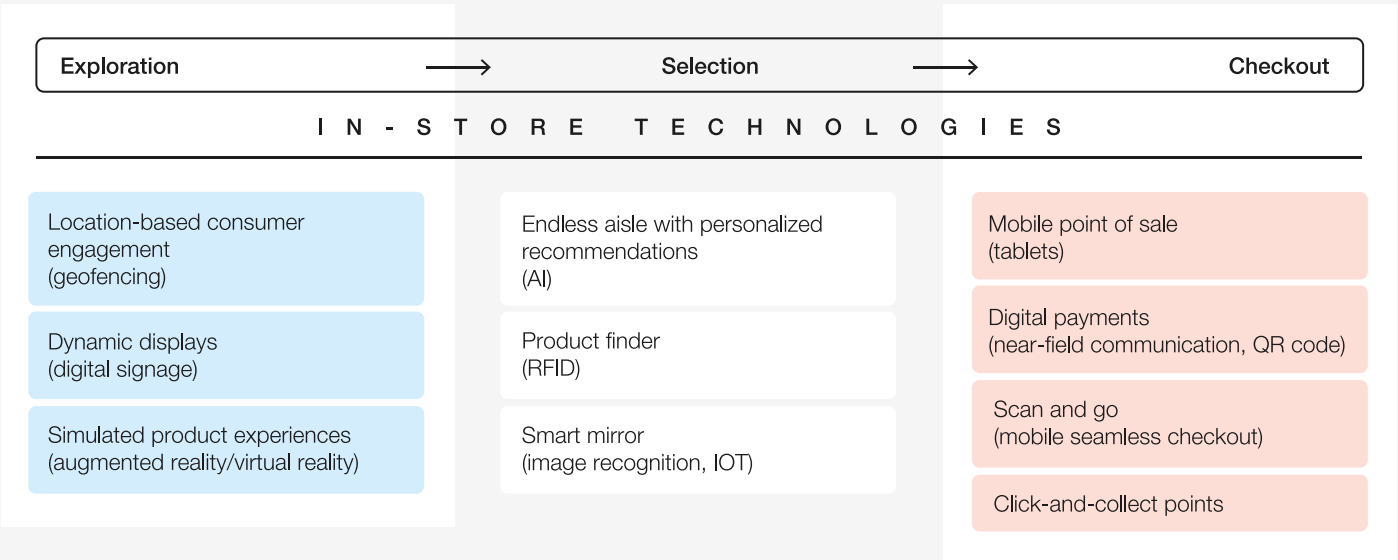 Exploration → Selection → Checkout
IN-STORE TECHNOLOGIES
Location-based consumer
engagement
(geofencing)
Dynamic displays
(digital signage)
Simulated product experiences
(augmented reality/virtual reality)
Endless aisle with personalized
recommendations
(AI)
Product finder
(RFID)
Smart mirror
(image recognition, IOT)
Mobile point of sale
(tablets)
Digital payments
(near-field communication, QR code)
Scan and go
(mobile seamless checkout)
Click-and-collect points